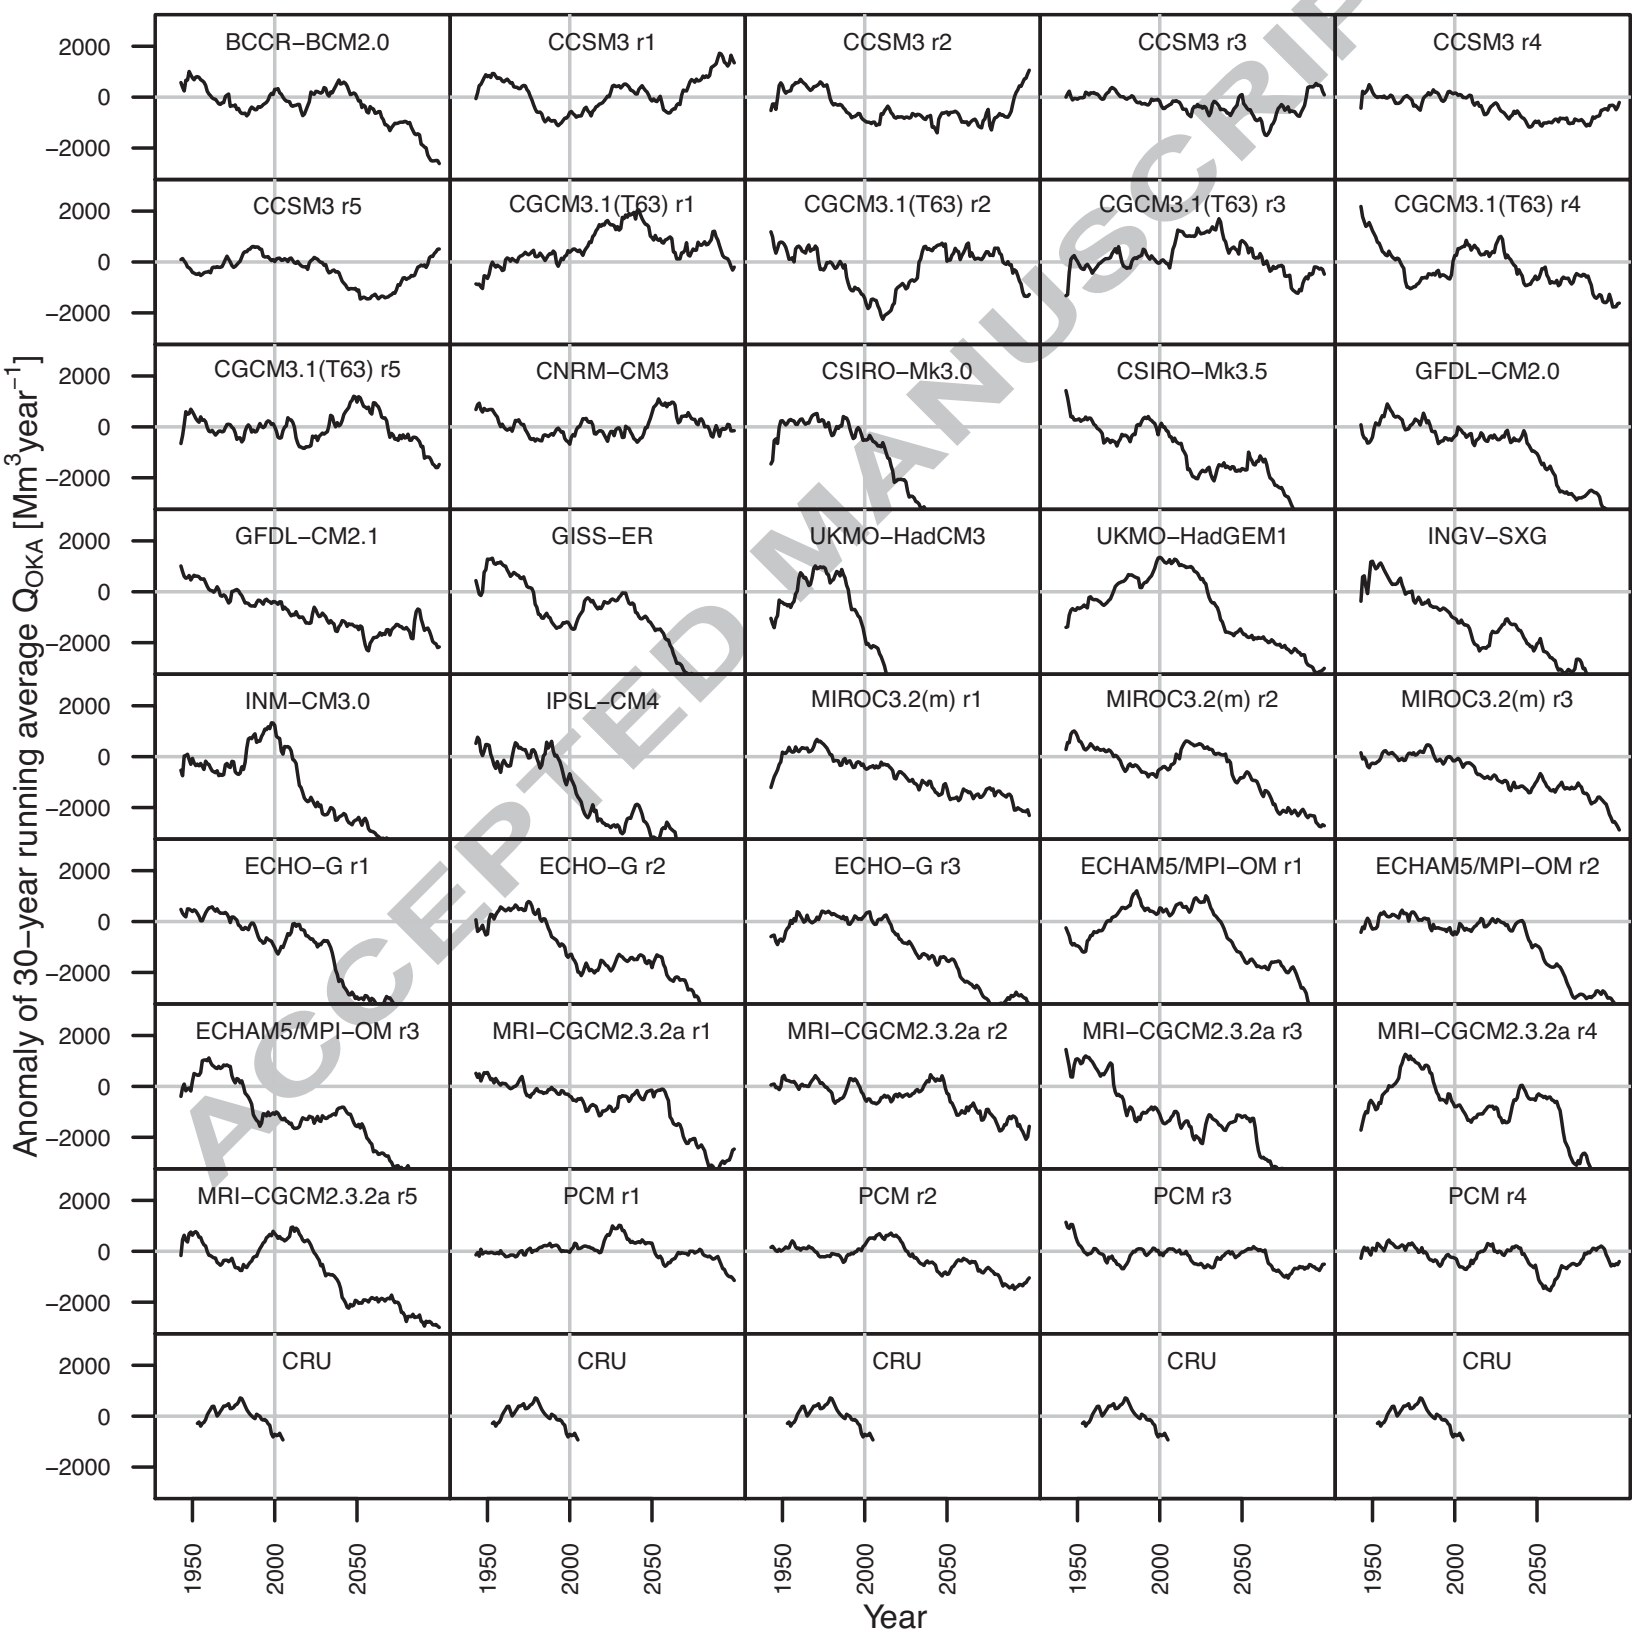 BCCR−BCM2.0 CCSM3 r1 CCSM3 r2 CCSM3 r3 CCSM3 r4
2000
0
−2000
CCSM3 r5 CGCM3.1(T63) r1 CGCM3.1(T63) r2 CGCM3.1(T63) r3 CGCM3.1(T63) r4
2000
0
−2000
CGCM3.1(T63) r5 CNRM−CM3 CSIRO−Mk3.0 CSIRO−Mk3.5 GFDL−CM2.0
2000
0
−2000
GFDL−CM2.1 GISS−ER UKMO−HadCM3 UKMO−HadGEM1 INGV−SXG
2000
0
−2000
INM−CM3.0 IPSL−CM4 MIROC3.2(m) r1 MIROC3.2(m) r2 MIROC3.2(m) r3
2000
0
−2000
ECHO−G r1 ECHO−G r2 ECHO−G r3 ECHAM5/MPI−OM r1 ECHAM5/MPI−OM r2
2000
0
−2000
ECHAM5/MPI−OM r3 MRI−CGCM2.3.2a r1 MRI−CGCM2.3.2a r2 MRI−CGCM2.3.2a r3 MRI−CGCM2.3.2a r4
2000
0
−2000
MRI−CGCM2.3.2a r5 PCM r1 PCM r2 PCM r3 PCM r4
2000
0
−2000
CRU CRU CRU CRU CRU
2000
0
−2000
1950 2000 2050 1950 2000 2050 1950 2000 2050 1950 2000 2050 1950 2000 2050
Year
Anomaly of 30−year running average Q_OKA [Mm³year⁻¹]
ACCEPTED MANUSCRIP